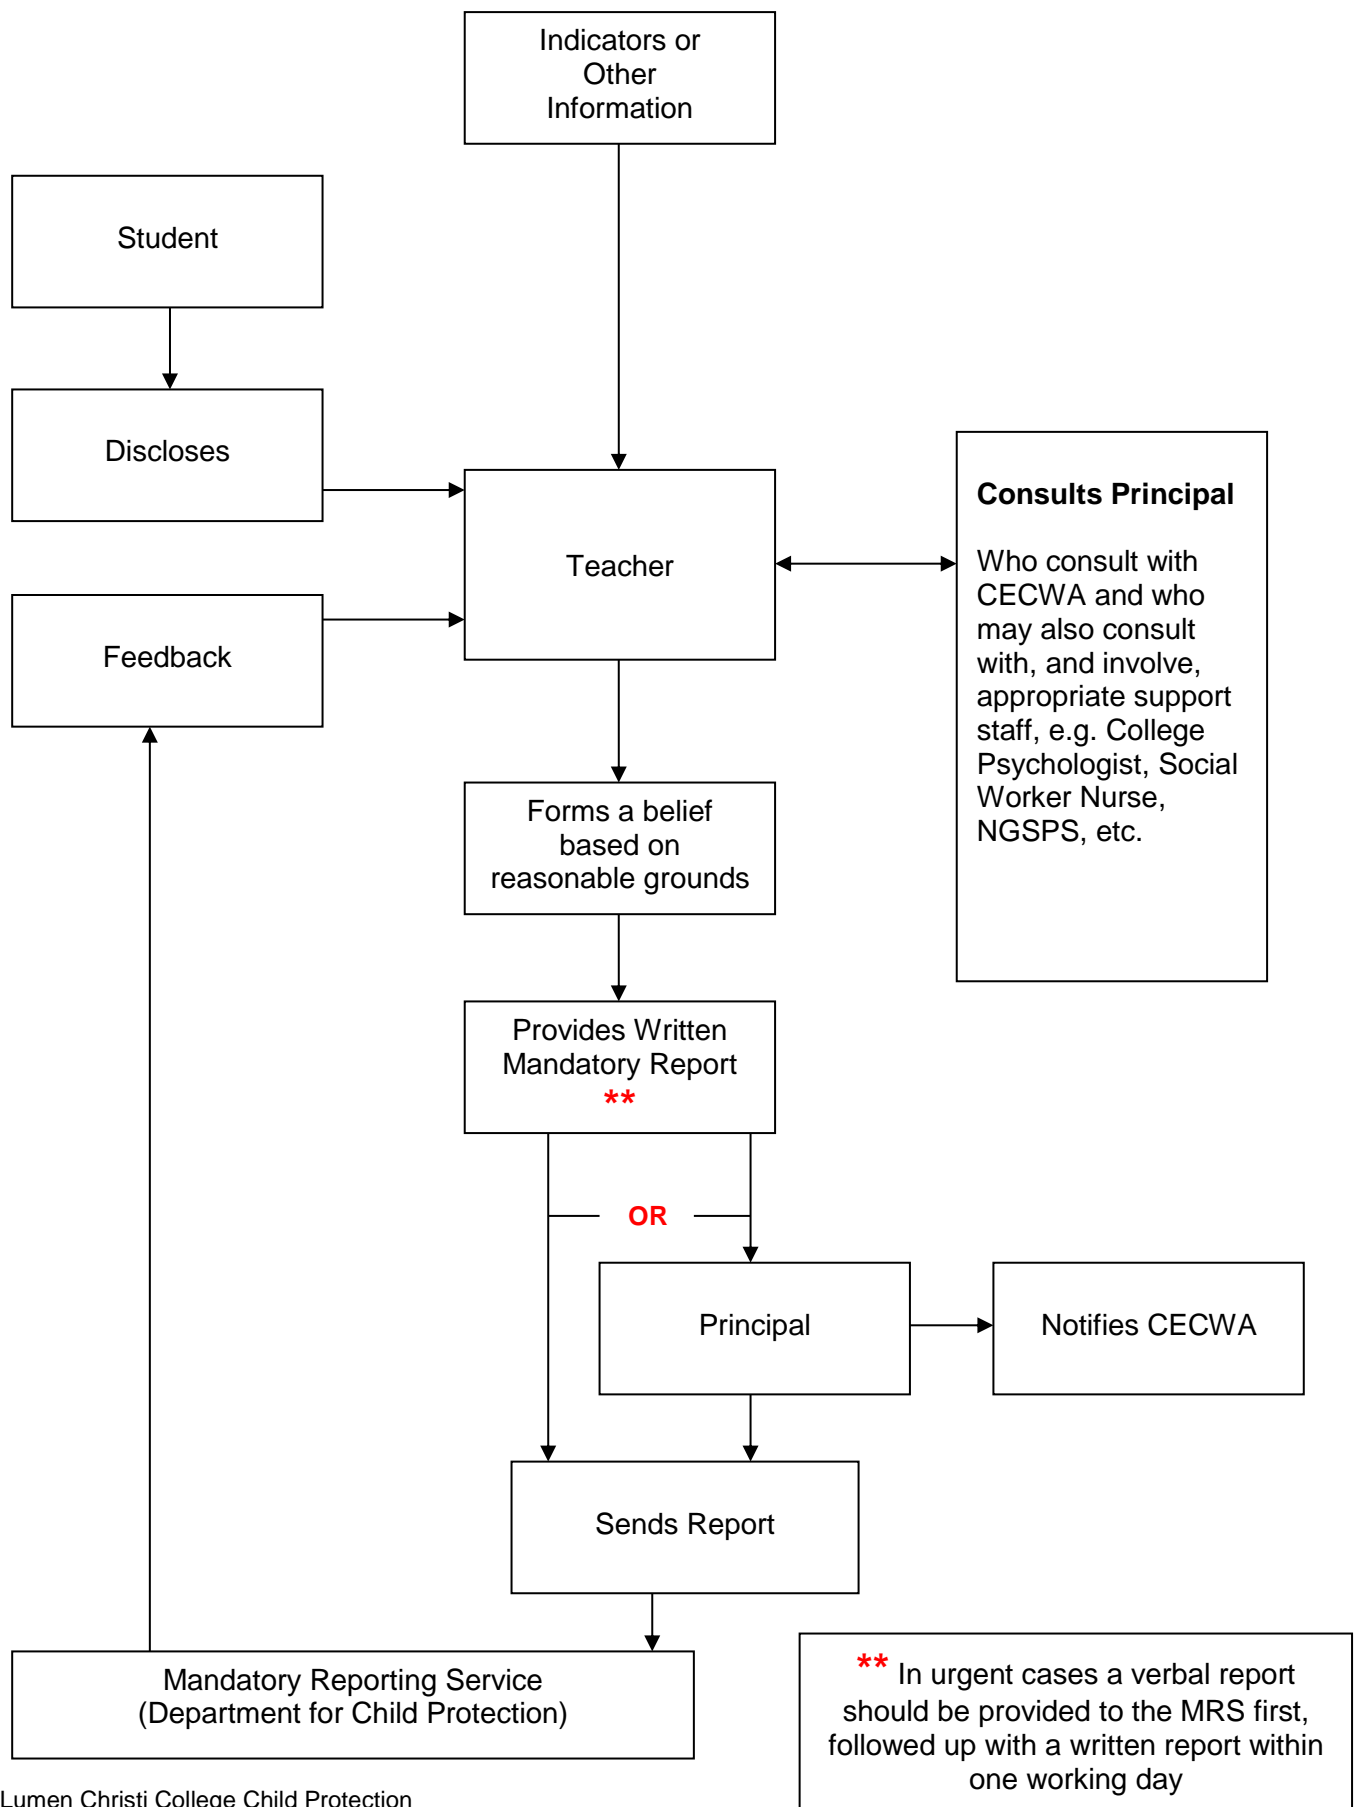 Indicators or
Other
Information
Student
Discloses
Teacher
Consults Principal
Who consult with
CECWA and who
may also consult
with, and involve,
appropriate support
staff, e.g. College
Psychologist, Social
Worker Nurse,
NGSPS, etc.
Feedback
Forms a belief
based on
reasonable grounds
Provides Written
Mandatory Report
**
OR
Principal
Notifies CECWA
Sends Report
Mandatory Reporting Service
(Department for Child Protection)
** In urgent cases a verbal report
should be provided to the MRS first,
followed up with a written report within
one working day
Lumen Christi College Child Protection